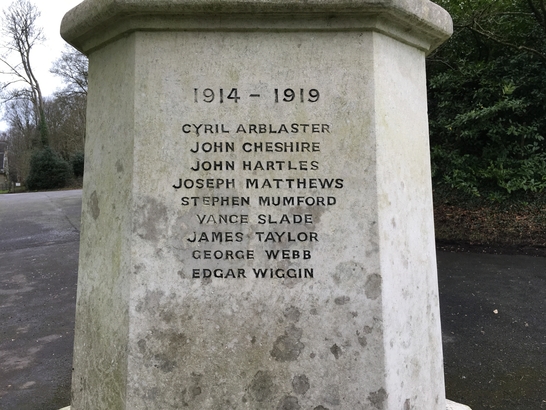 1914 - 1919
CYRIL ARBLASTER
JOHN CHESHIRE
JOHN HARTLES
JOSEPH MATTHEWS
STEPHEN MUMFORD
VANCE SLADE
JAMES TAYLOR
GEORGE WEBB
EDGAR WIGGIN